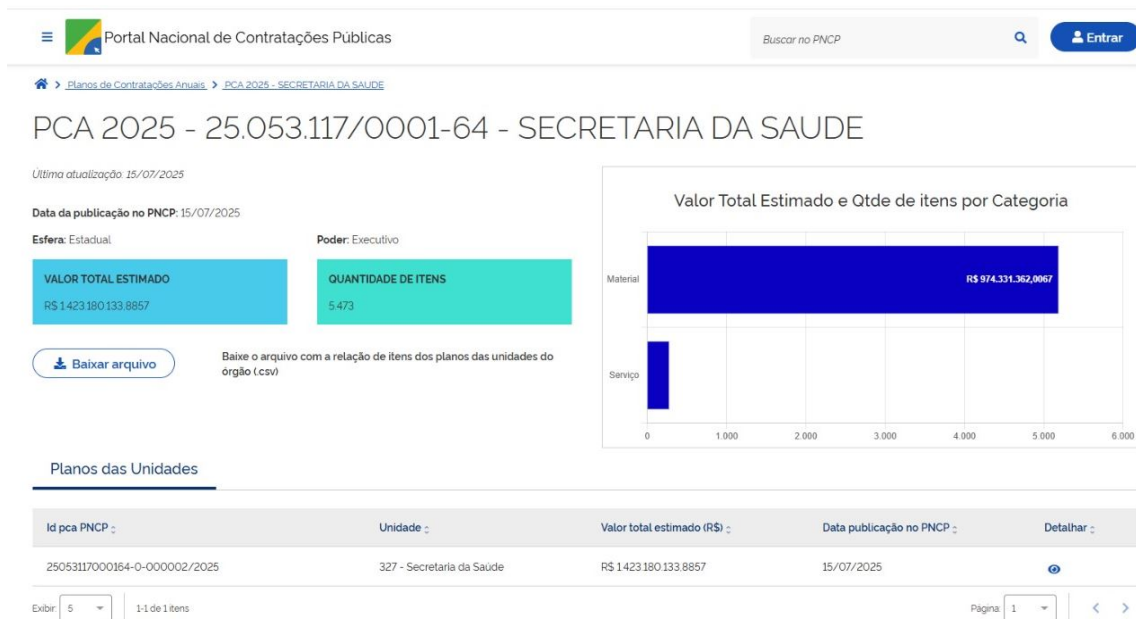 Portal Nacional de Contratações Públicas
Buscar no PNCP
Entrar
Planos de Contratações Anuais > PCA 2025 - SECRETARIA DA SAUDE
PCA 2025 - 25.053.117/0001-64 - SECRETARIA DA SAUDE
Última atualização: 15/07/2025
Data da publicação no PNCP: 15/07/2025
Esfera: Estadual
Poder: Executivo
VALOR TOTAL ESTIMADO
R$ 1.423.180.133,8857
QUANTIDADE DE ITENS
5.473
Baixar arquivo
Baixe o arquivo com a relação de itens dos planos das unidades do
órgão (.csv)
Valor Total Estimado e Qtde de itens por Categoria
Material
R$ 974.331.362,0067
Serviço
0 1.000 2.000 3.000 4.000 5.000 6.000
Planos das Unidades
Id pca PNCP Unidade Valor total estimado (R$) Data publicação no PNCP Detalhar
25053117000164-0-000002/2025 327 - Secretaria da Saúde R$ 1.423.180.133,8857 15/07/2025
Exibir: 5 1-1 de 1 itens Página: 1